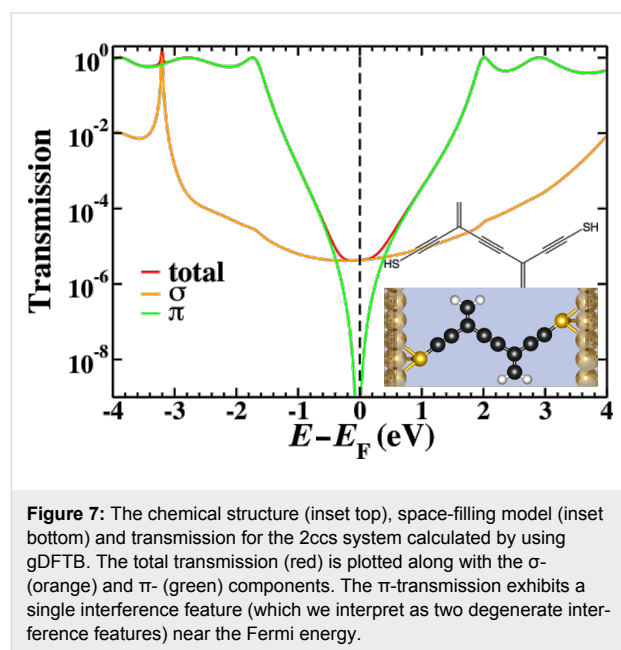 10⁰
10⁻²
10⁻⁴
10⁻⁶
10⁻⁸
Transmission
total
σ
π
SH
HS
-4 -3 -2 -1 0 1 2 3 4
E−E_F (eV)
Figure 7: The chemical structure (inset top), space-filling model (inset
bottom) and transmission for the 2ccs system calculated by using
gDFTB. The total transmission (red) is plotted along with the σ-
(orange) and π- (green) components. The π-transmission exhibits a
single interference feature (which we interpret as two degenerate inter-
ference features) near the Fermi energy.